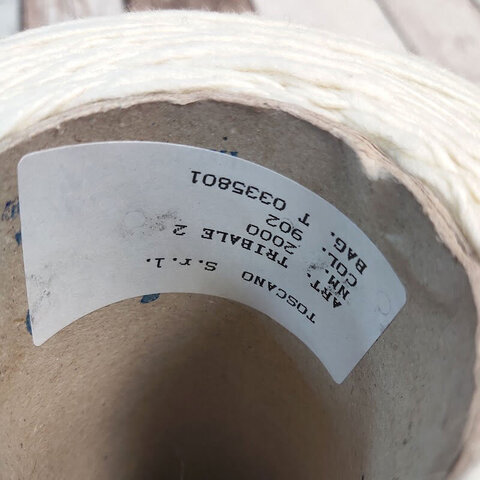 TOSCANO S.r.l.
ART. TRIBALE 2
NM. 2000
COL. 902
BAG. T 0335801